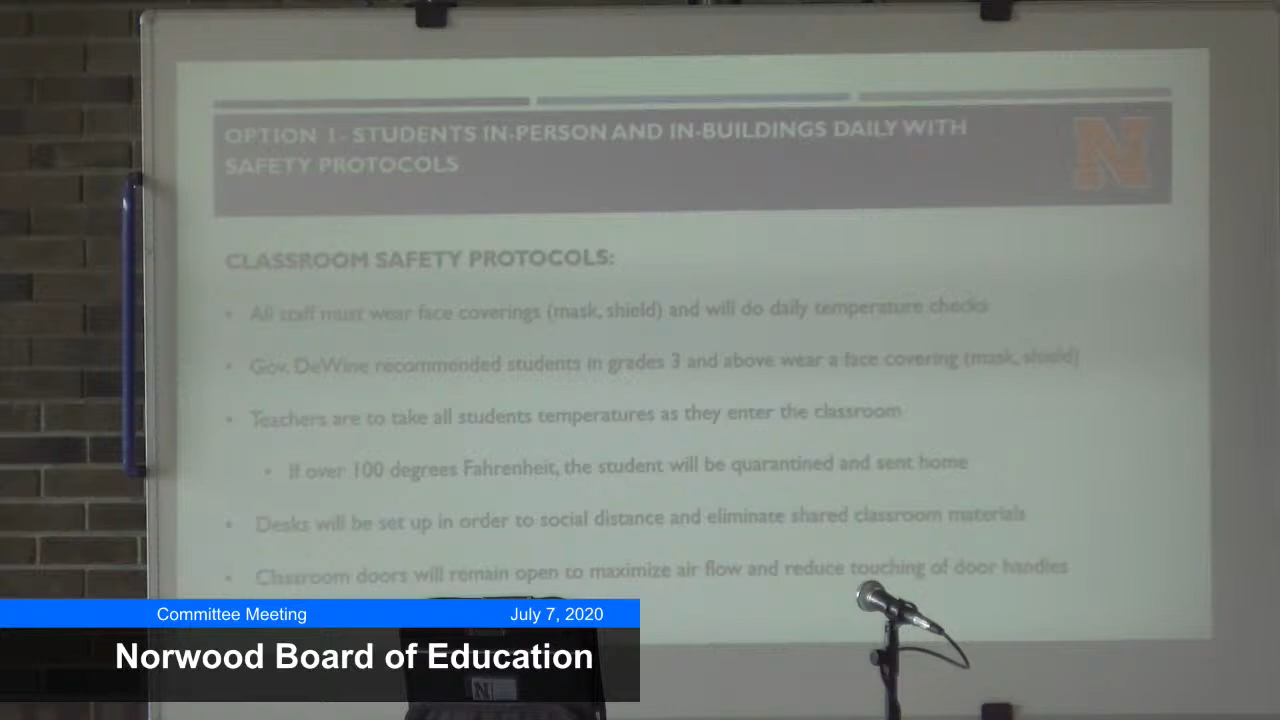 OPTION 1- STUDENTS IN-PERSON AND IN-BUILDINGS DAILY WITH
SAFETY PROTOCOLS
N
CLASSROOM SAFETY PROTOCOLS:
• All staff must wear face coverings (mask, shield) and will do daily temperature checks
• Gov. DeWine recommended students in grades 3 and above wear a face covering (mask, shield)
• Teachers are to take all students temperatures as they enter the classroom
• If over 100 degrees Fahrenheit, the student will be quarantined and sent home
• Desks will be set up in order to social distance and eliminate shared classroom materials
• Classroom doors will remain open to maximize air flow and reduce touching of door handles
Committee Meeting July 7, 2020
Norwood Board of Education
N